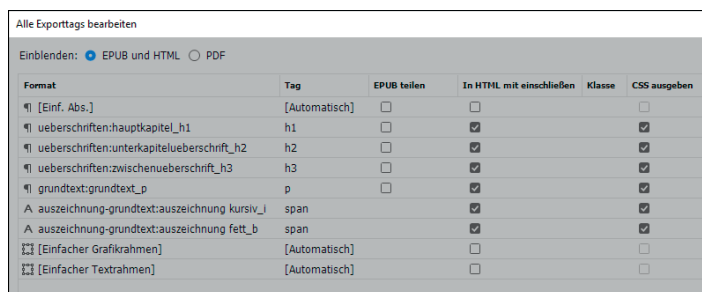 Alle Exporttags bearbeiten
Einblenden: EPUB und HTML PDF
Format Tag EPUB teilen In HTML mit einschließen Klasse CSS ausgeben
¶ [Einf. Abs.] [Automatisch]
¶ ueberschriften:hauptkapitel_h1 h1
¶ ueberschriften:unterkapitelueberschrift_h2 h2
¶ ueberschriften:zwischenueberschrift_h3 h3
¶ grundtext:grundtext_p p
A auszeichnung-grundtext:auszeichnung kursiv_i span
A auszeichnung-grundtext:auszeichnung fett_b span
[Einfacher Grafikrahmen] [Automatisch]
[Einfacher Textrahmen] [Automatisch]